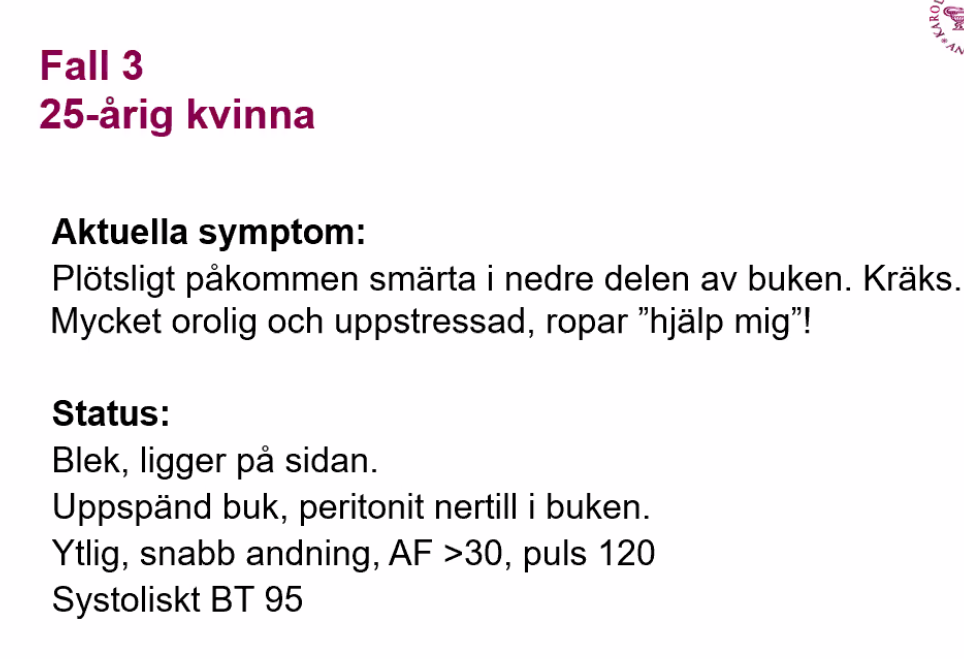 Fall 3
25-årig kvinna
Aktuella symptom:
Plötsligt påkommen smärta i nedre delen av buken. Kräks.
Mycket orolig och uppstressad, ropar ”hjälp mig”!
Status:
Blek, ligger på sidan.
Uppspänd buk, peritonit nertill i buken.
Ytlig, snabb andning, AF >30, puls 120
Systoliskt BT 95